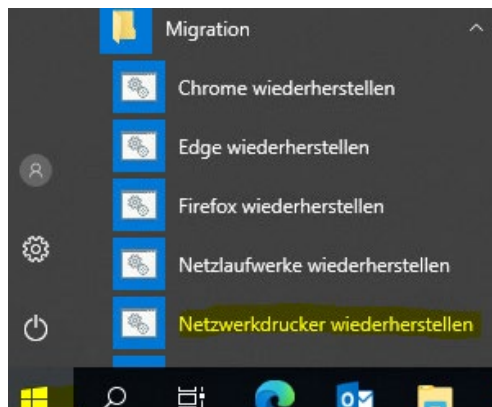 Migration
Chrome wiederherstellen
Edge wiederherstellen
Firefox wiederherstellen
Netzlaufwerke wiederherstellen
Netzwerkdrucker wiederherstellen